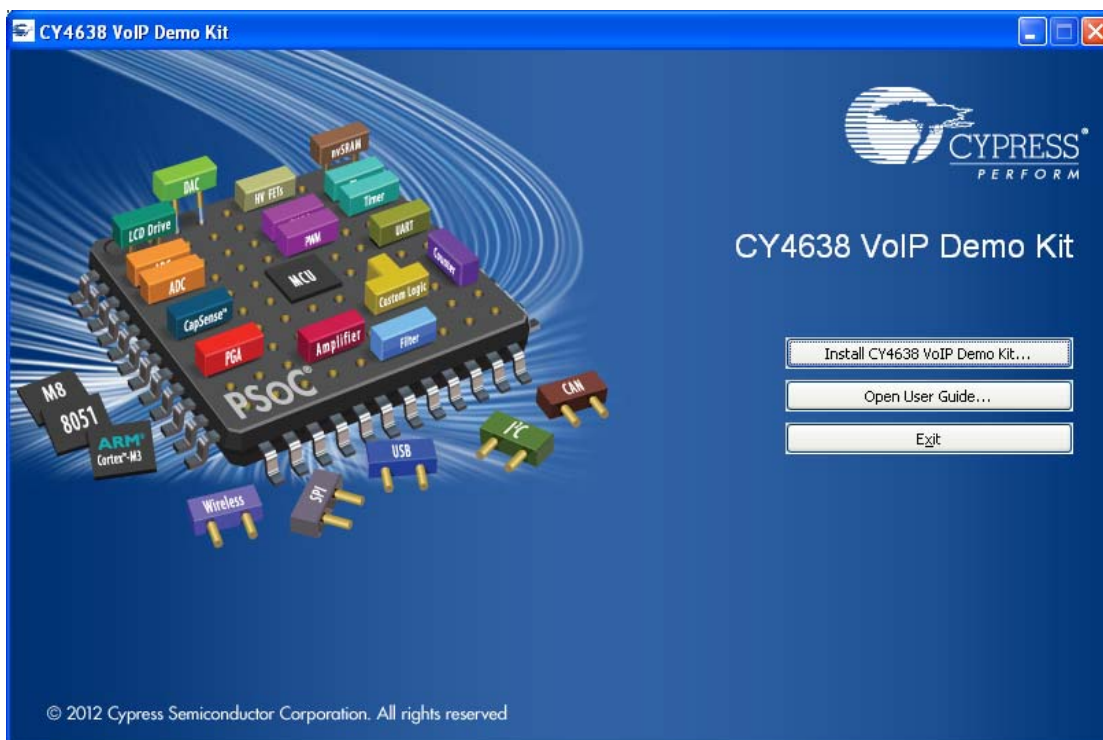 CY4638 VoIP Demo Kit
CYPRESS®
PERFORM
CY4638 VoIP Demo Kit
Install CY4638 VoIP Demo Kit...
Open User Guide...
Exit
nvSRAM
DAC
HV FETs
Timer
LCD Drive
PWM
UART
ADC
MCU
Counter
CapSense™
Custom Logic
PGA
Amplifier
Filter
PSoC®
M8
8051
ARM®
Cortex™-M3
CAN
I²C
USB
SPI
Wireless
© 2012 Cypress Semiconductor Corporation. All rights reserved